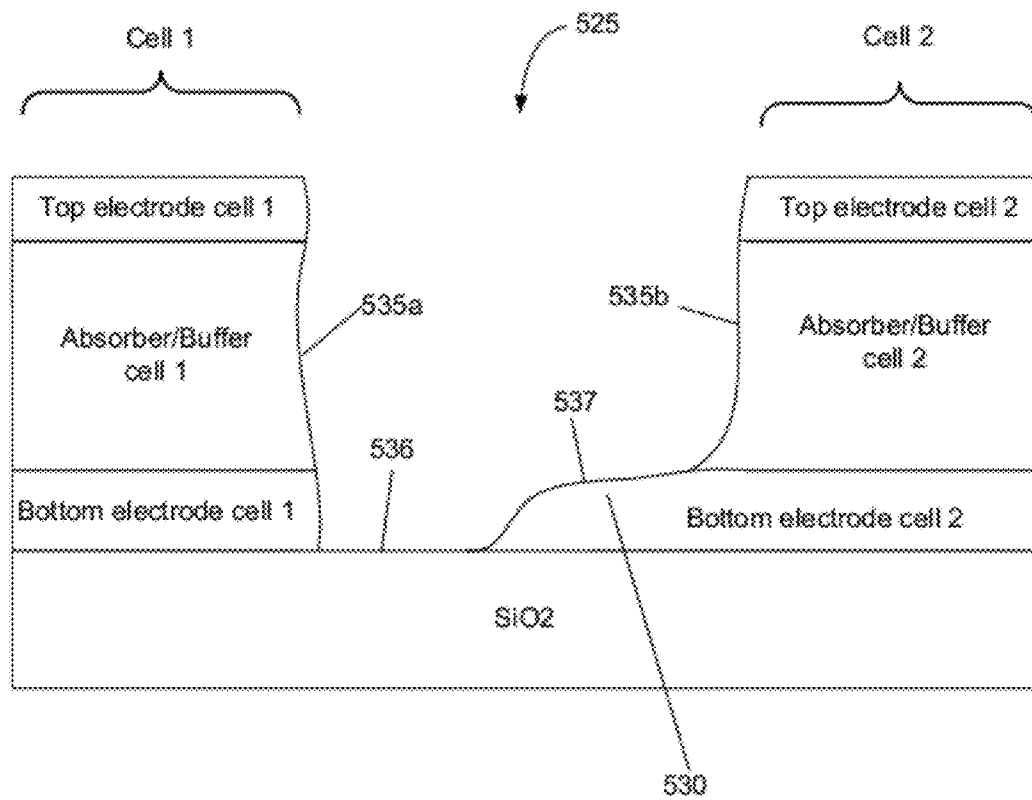 Cell 1
525
Cell 2
Top electrode cell 1
Top electrode cell 2
535a
535b
Absorber/Buffer
cell 1
Absorber/Buffer
cell 2
537
536
Bottom electrode cell 1
Bottom electrode cell 2
SiO2
530